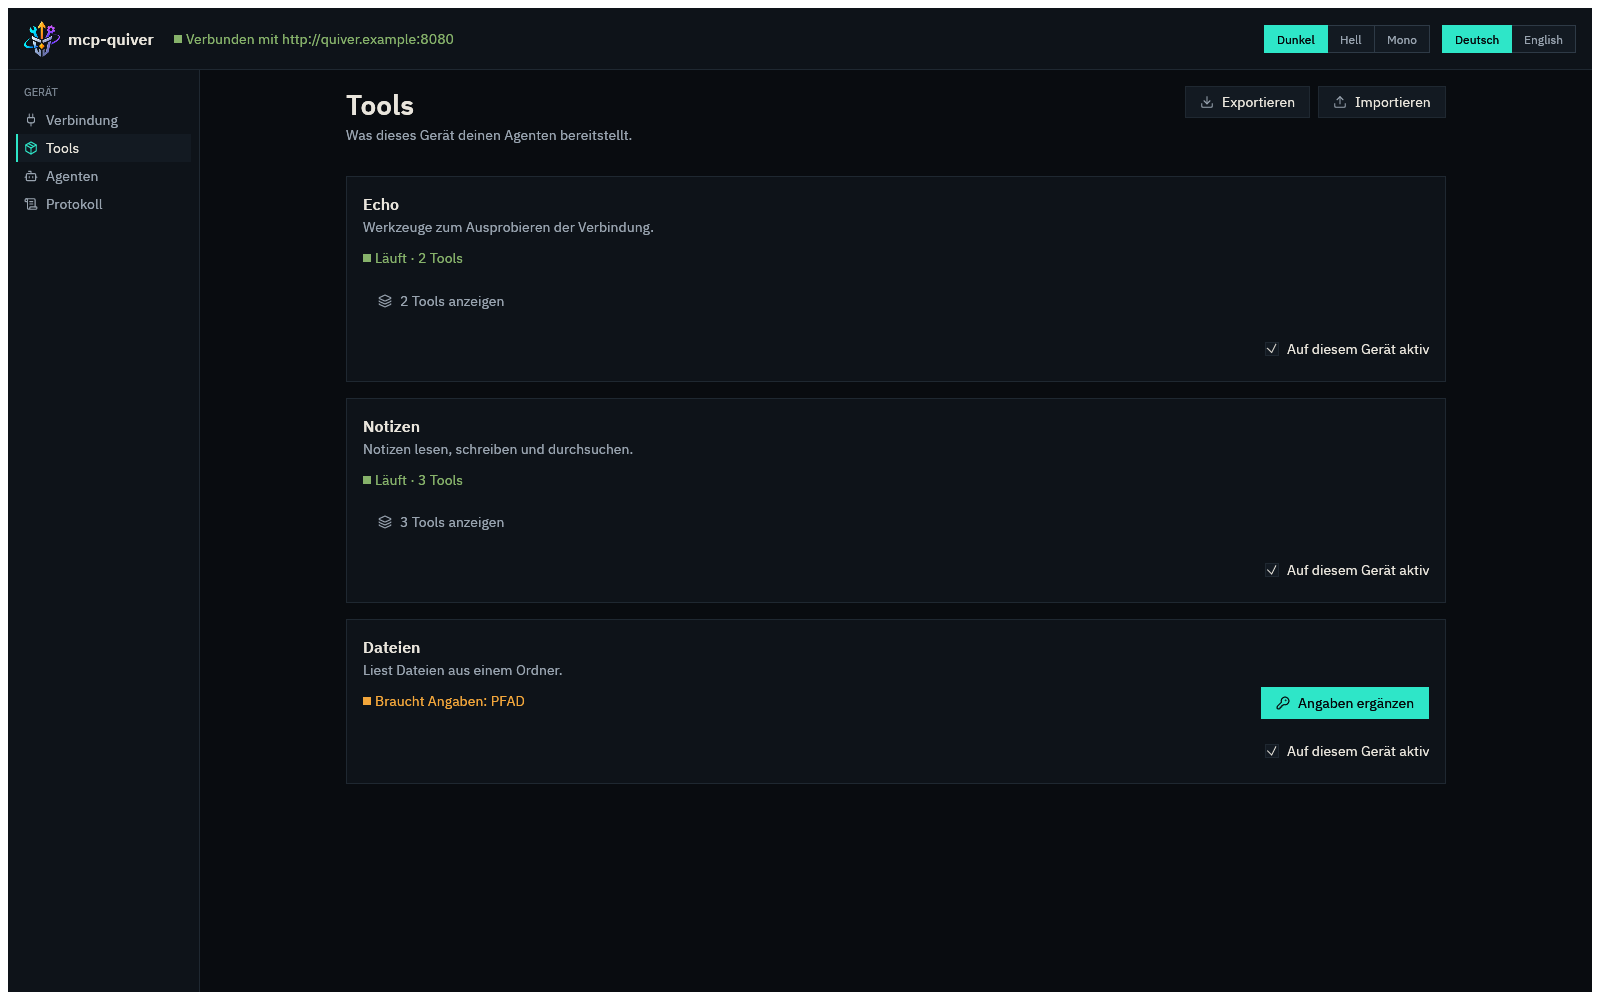 mcp-quiver
Verbunden mit http://quiver.example:8080
Dunkel
Hell
Mono
Deutsch
English
GERÄT
Verbindung
Tools
Agenten
Protokoll
Tools
Was dieses Gerät deinen Agenten bereitstellt.
Exportieren
Importieren
Echo
Werkzeuge zum Ausprobieren der Verbindung.
Läuft · 2 Tools
2 Tools anzeigen
Auf diesem Gerät aktiv
Notizen
Notizen lesen, schreiben und durchsuchen.
Läuft · 3 Tools
3 Tools anzeigen
Auf diesem Gerät aktiv
Dateien
Liest Dateien aus einem Ordner.
Braucht Angaben: PFAD
Angaben ergänzen
Auf diesem Gerät aktiv